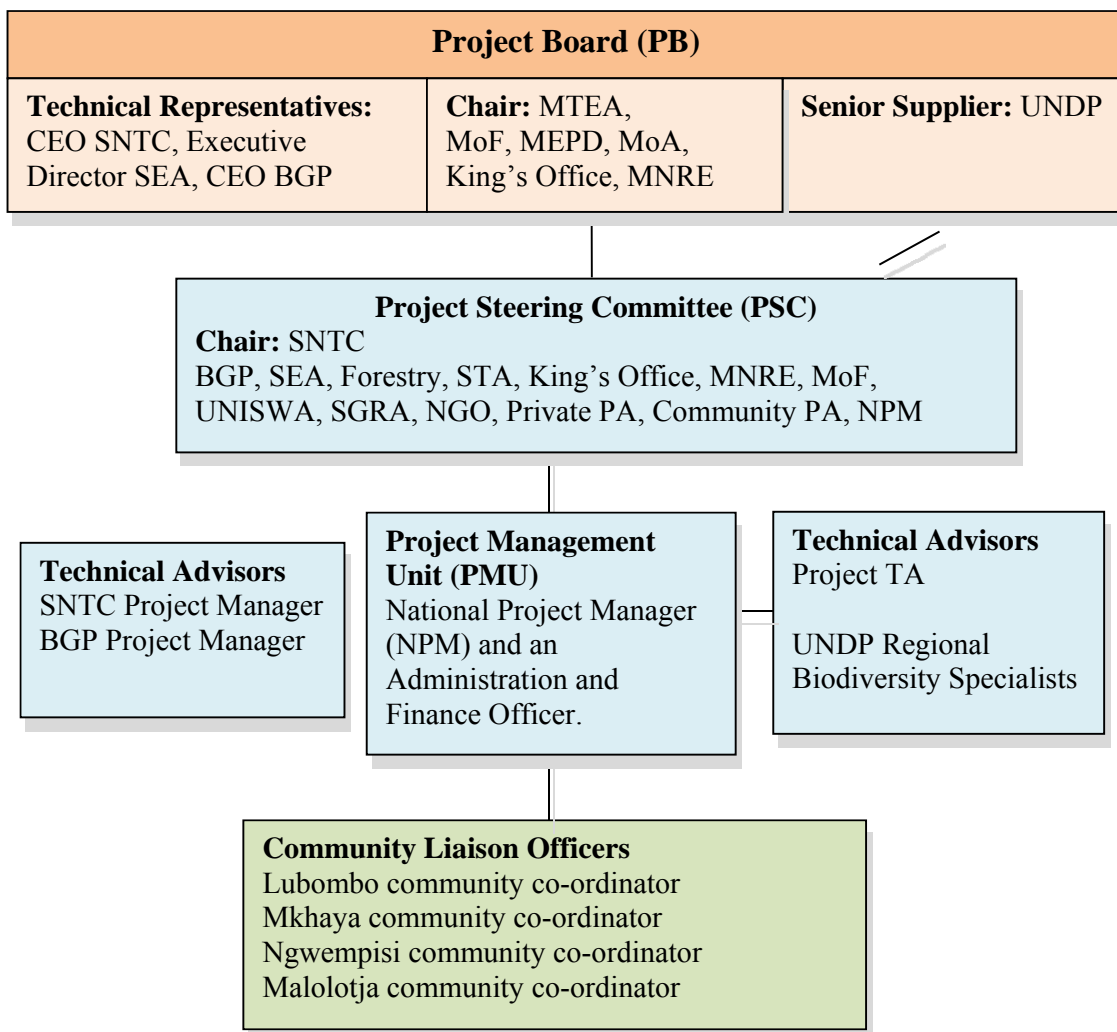 Project Board (PB)
Technical Representatives:
CEO SNTC, Executive
Director SEA, CEO BGP
Chair: MTEA,
MoF, MEPD, MoA,
King's Office, MNRE
Senior Supplier: UNDP
Project Steering Committee (PSC)
Chair: SNTC
BGP, SEA, Forestry, STA, King's Office, MNRE, MoF,
UNISWA, SGRA, NGO, Private PA, Community PA, NPM
Technical Advisors
SNTC Project Manager
BGP Project Manager
Project Management
Unit (PMU)
National Project Manager
(NPM) and an
Administration and
Finance Officer.
Technical Advisors
Project TA
UNDP Regional
Biodiversity Specialists
Community Liaison Officers
Lubombo community co-ordinator
Mkhaya community co-ordinator
Ngwempisi community co-ordinator
Malolotja community co-ordinator